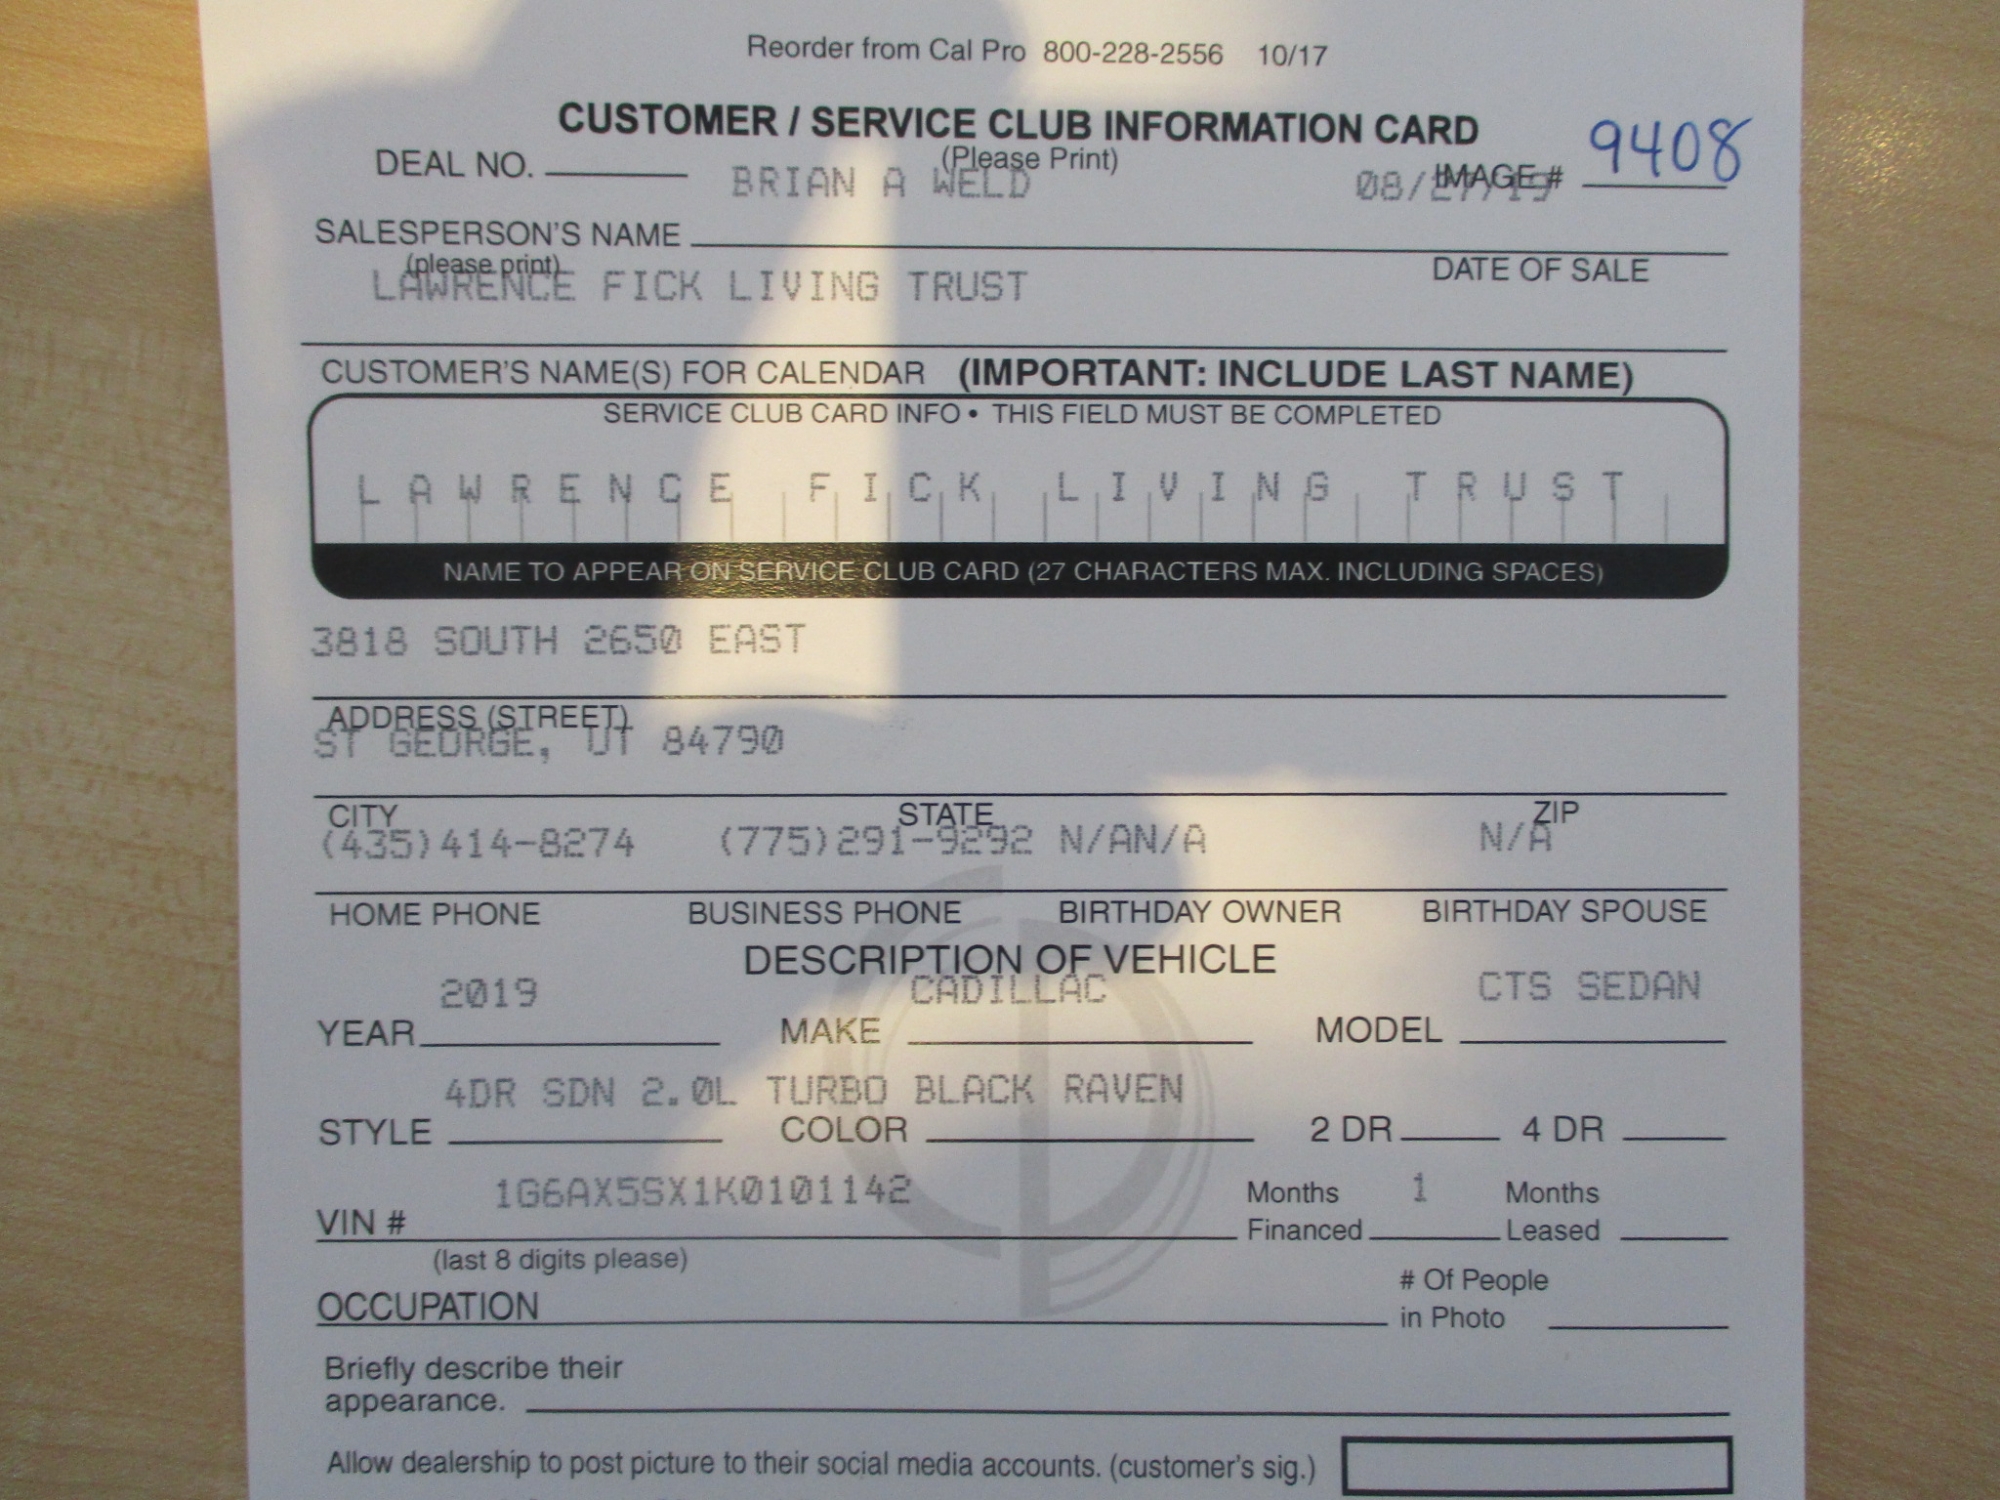 Reorder from Cal Pro 800-228-2556 10/17
CUSTOMER / SERVICE CLUB INFORMATION CARD
(Please Print)
DEAL NO. IMAGE # 9408
BRIAN A WELD 08/27/19
SALESPERSON'S NAME
(please print) DATE OF SALE
LAWRENCE FICK LIVING TRUST
CUSTOMER'S NAME(S) FOR CALENDAR (IMPORTANT: INCLUDE LAST NAME)
SERVICE CLUB CARD INFO • THIS FIELD MUST BE COMPLETED
LAWRENCE FICK LIVING TRUST
NAME TO APPEAR ON SERVICE CLUB CARD (27 CHARACTERS MAX. INCLUDING SPACES)
3818 SOUTH 2650 EAST
ADDRESS (STREET)
ST GEORGE, UT 84790
CITY STATE ZIP
(435)414-8274 (775)291-9292 N/AN/A N/A
HOME PHONE BUSINESS PHONE BIRTHDAY OWNER BIRTHDAY SPOUSE
DESCRIPTION OF VEHICLE
2019 CADILLAC CTS SEDAN
YEAR MAKE MODEL
4DR SDN 2.0L TURBO BLACK RAVEN
STYLE COLOR 2 DR 4 DR
1G6AX5SX1K0101142 Months 1 Months
VIN # Financed Leased
(last 8 digits please)
# Of People
OCCUPATION in Photo
Briefly describe their
appearance.
Allow dealership to post picture to their social media accounts. (customer's sig.)